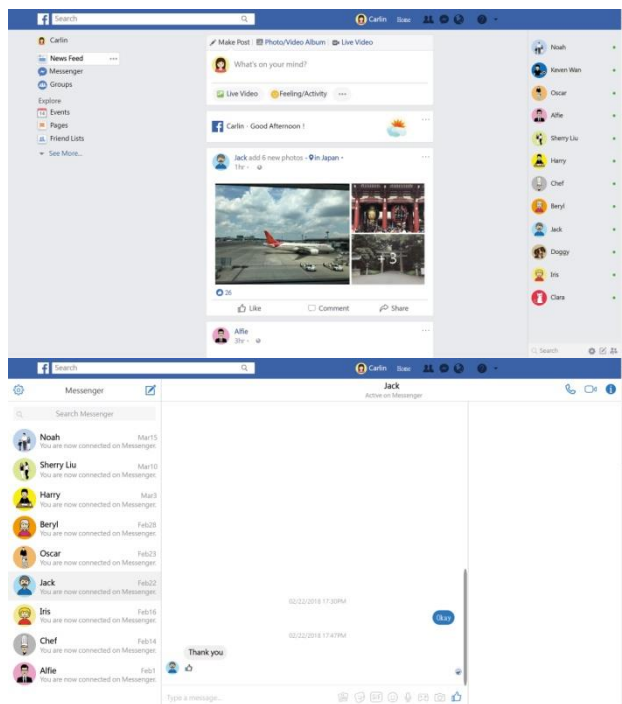 f Search
Carlin
Carlin
News Feed ...
Messenger
Groups
Explore
Events
Pages
Friend Lists
See More...
Make Post Photo/Video Album Live Video
What's on your mind?
Live Video Feeling/Activity ...
Carlin · Good Afternoon !
Jack add 6 new photos · in Japan ·
1hr ·
+3
26
Like Comment Share
Alfie
3hr ·
Noah
Keven Wan
Oscar
Alfie
Sherry Liu
Harry
Chef
Beryl
Jack
Doggy
Iris
Clara
Search
f Search
Carlin
Messenger
Search Messenger
Noah Mar15
You are now connected on Messenger.
Sherry Liu Mar10
You are now connected on Messenger.
Harry Mar3
You are now connected on Messenger.
Beryl Feb28
You are now connected on Messenger.
Oscar Feb23
You are now connected on Messenger.
Jack Feb22
You are now connected on Messenger.
Iris Feb16
You are now connected on Messenger.
Chef Feb14
You are now connected on Messenger.
Alfie Feb1
You are now connected on Messenger.
Jack
Active on Messenger
02/22/2018 17:30PM
Okay
02/22/2018 17:47PM
Thank you
Type a message...